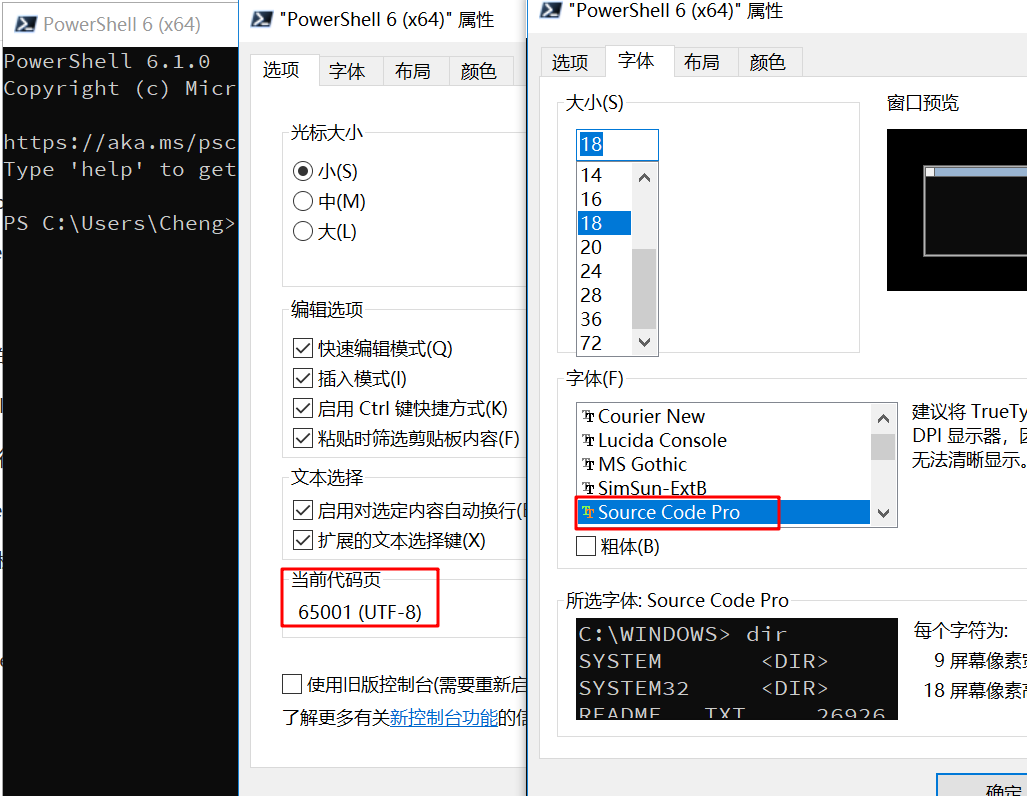 PowerShell 6 (x64)
PowerShell 6.1.0
Copyright (c) Micr
https://aka.ms/psc
Type 'help' to get
PS C:\Users\Cheng>
"PowerShell 6 (x64)" 属性
选项 字体 布局 颜色
光标大小
小(S)
中(M)
大(L)
编辑选项
快速编辑模式(Q)
插入模式(I)
启用 Ctrl 键快捷方式(K)
粘贴时筛选剪贴板内容(F)
文本选择
启用对选定内容自动换行(
扩展的文本选择键(X)
当前代码页
65001 (UTF-8)
使用旧版控制台(需要重新启
了解更多有关新控制台功能的信
"PowerShell 6 (x64)" 属性
选项 字体 布局 颜色
大小(S)
18
14
16
18
20
24
28
36
72
窗口预览
字体(F)
Courier New
Lucida Console
MS Gothic
SimSun-ExtB
Source Code Pro
粗体(B)
建议将 TrueTy
DPI 显示器，因
无法清晰显示。
所选字体: Source Code Pro
C:\WINDOWS> dir
SYSTEM <DIR>
SYSTEM32 <DIR>
README TXT 26926
每个字符为:
9 屏幕像素宽
18 屏幕像素高
确定